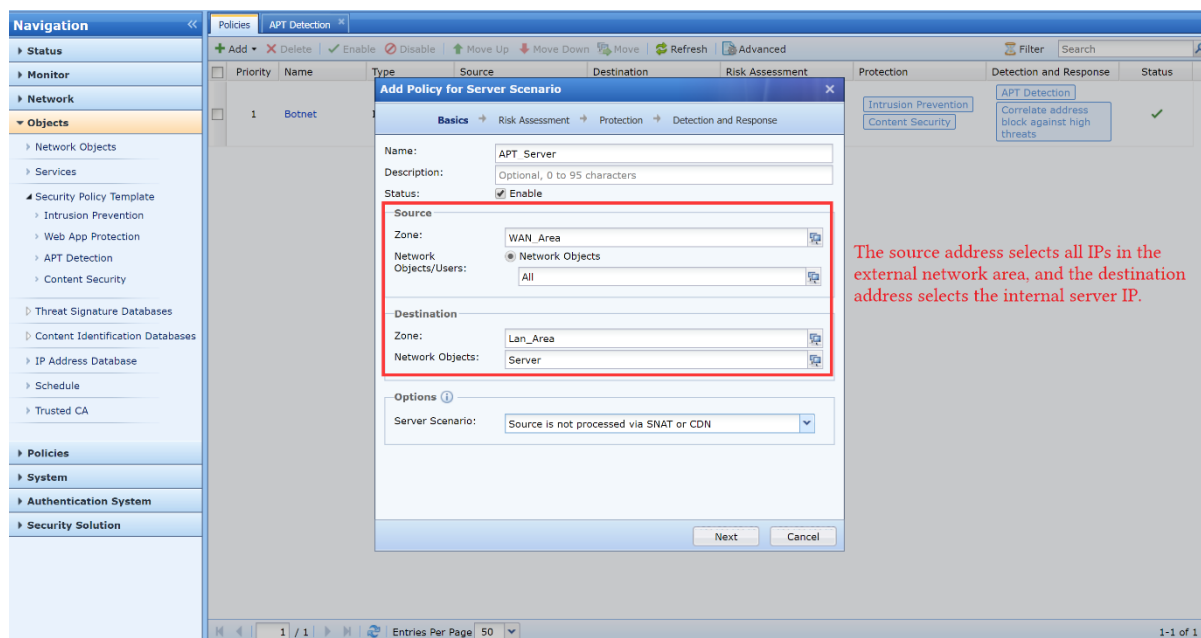 Navigation
Status
Monitor
Network
Objects
Network Objects
Services
Security Policy Template
Intrusion Prevention
Web App Protection
APT Detection
Content Security
Threat Signature Databases
Content Identification Databases
IP Address Database
Schedule
Trusted CA
Policies
System
Authentication System
Security Solution
Policies APT Detection
Add Delete Enable Disable Move Up Move Down Move Refresh Advanced Filter Search
Priority Name Type Source Destination Risk Assessment Protection Detection and Response Status
1 Botnet
Intrusion Prevention
Content Security
APT Detection
Correlate address
block against high
threats
Add Policy for Server Scenario
Basics Risk Assessment Protection Detection and Response
Name: APT_Server
Description: Optional, 0 to 95 characters
Status: Enable
Source
Zone: WAN_Area
Network
Objects/Users:
Network Objects
All
Destination
Zone: Lan_Area
Network Objects: Server
Options
Server Scenario: Source is not processed via SNAT or CDN
Next Cancel
The source address selects all IPs in the
external network area, and the destination
address selects the internal server IP.
1 / 1 Entries Per Page 50 1-1 of 1